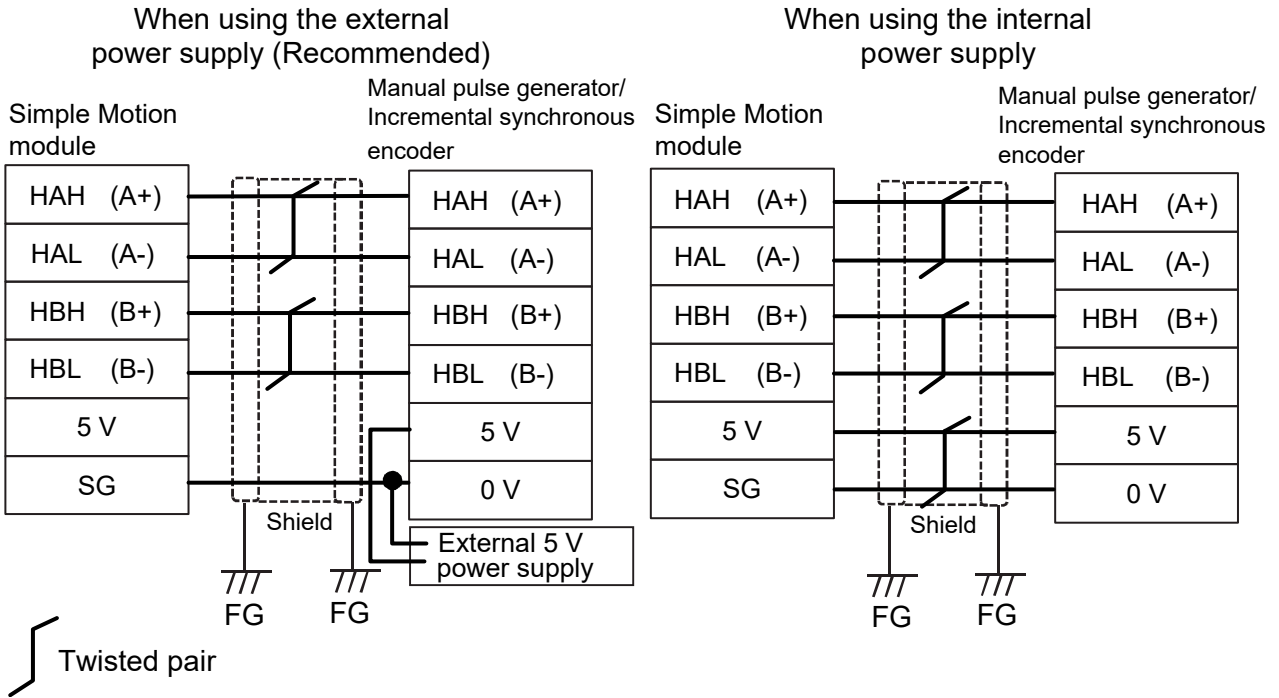 When using the external
power supply (Recommended)
Simple Motion
module
Manual pulse generator/
Incremental synchronous
encoder
HAH (A+)
HAL (A-)
HBH (B+)
HBL (B-)
5 V
SG
HAH (A+)
HAL (A-)
HBH (B+)
HBL (B-)
5 V
0 V
Shield
External 5 V
power supply
FG
FG
When using the internal
power supply
Simple Motion
module
Manual pulse generator/
Incremental synchronous
encoder
HAH (A+)
HAL (A-)
HBH (B+)
HBL (B-)
5 V
SG
HAH (A+)
HAL (A-)
HBH (B+)
HBL (B-)
5 V
0 V
Shield
FG
FG
Twisted pair